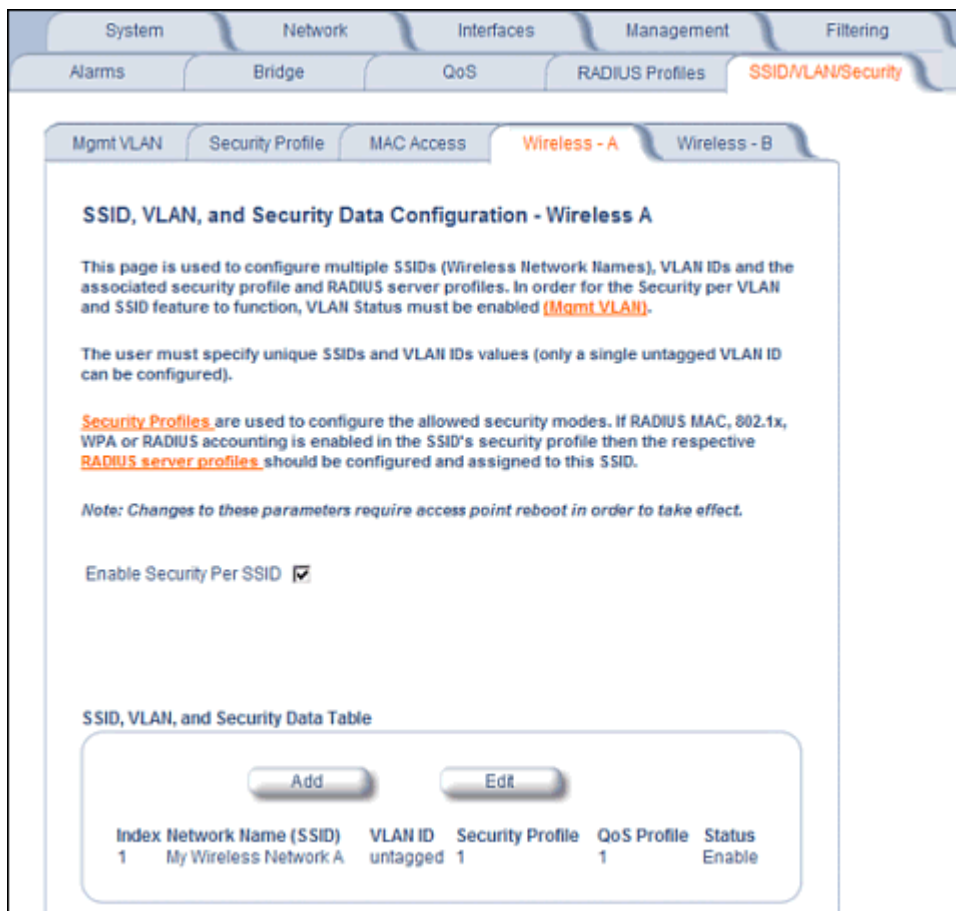 System Network Interfaces Management Filtering
Alarms Bridge QoS RADIUS Profiles SSID/VLAN/Security
Mgmt VLAN Security Profile MAC Access Wireless - A Wireless - B
SSID, VLAN, and Security Data Configuration - Wireless A
This page is used to configure multiple SSIDs (Wireless Network Names), VLAN IDs and the
associated security profile and RADIUS server profiles. In order for the Security per VLAN
and SSID feature to function, VLAN Status must be enabled (Mgmt VLAN).
The user must specify unique SSIDs and VLAN IDs values (only a single untagged VLAN ID
can be configured).
Security Profiles are used to configure the allowed security modes. If RADIUS MAC, 802.1x,
WPA or RADIUS accounting is enabled in the SSID's security profile then the respective
RADIUS server profiles should be configured and assigned to this SSID.
Note: Changes to these parameters require access point reboot in order to take effect.
Enable Security Per SSID
SSID, VLAN, and Security Data Table
Add Edit
Index Network Name (SSID) VLAN ID Security Profile QoS Profile Status
1 My Wireless Network A untagged 1 1 Enable